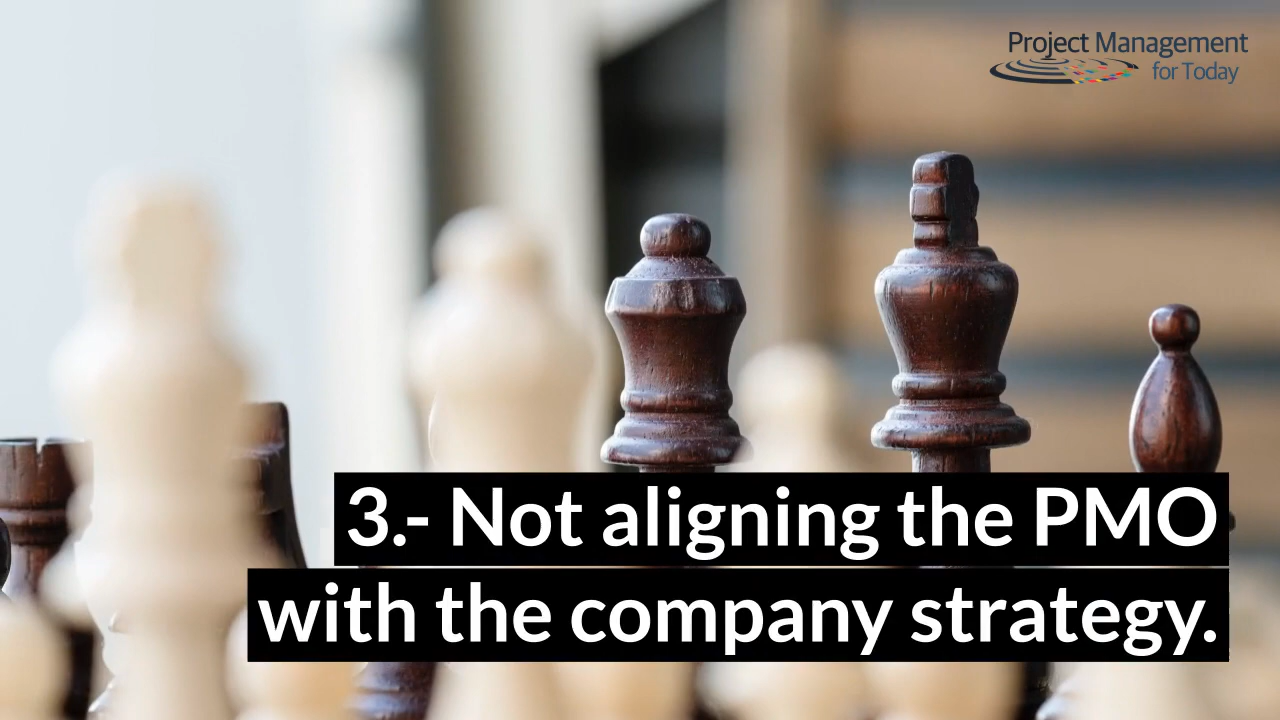 Project Management
for Today
3.- Not aligning the PMO
with the company strategy.